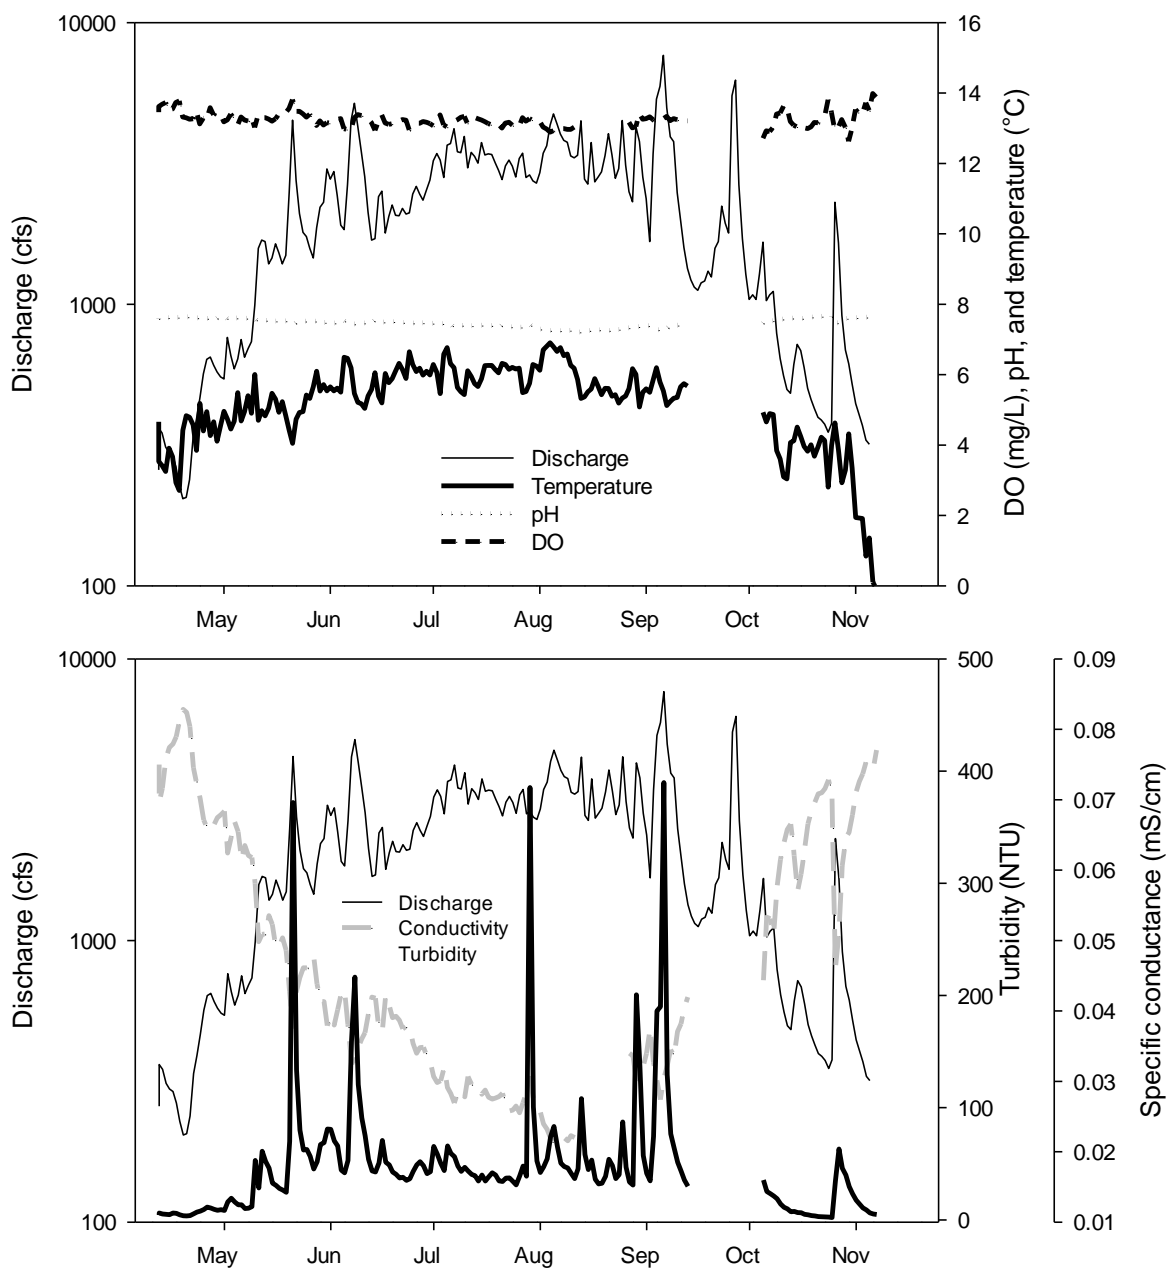 10000
1000
100
Discharge (cfs)
16
14
12
10
8
6
4
2
0
DO (mg/L), pH, and temperature (°C)
Discharge
Temperature
pH
DO
May Jun Jul Aug Sep Oct Nov
10000
1000
100
Discharge (cfs)
500
400
300
200
100
0
Turbidity (NTU)
0.09
0.08
0.07
0.06
0.05
0.04
0.03
0.02
0.01
Specific conductance (mS/cm)
Discharge
Conductivity
Turbidity
May Jun Jul Aug Sep Oct Nov